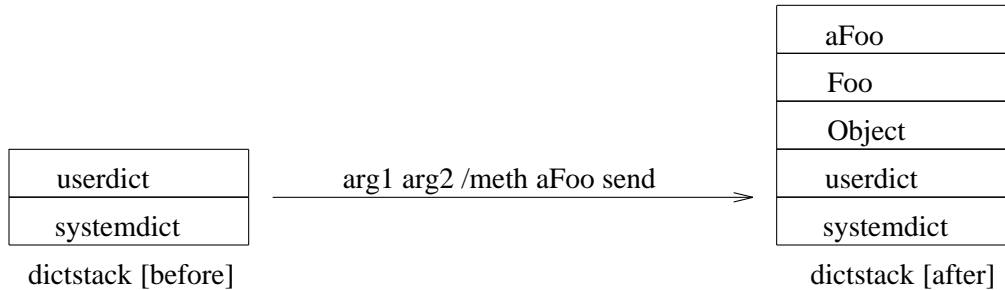 aFoo
Foo
Object
userdict
arg1 arg2 /meth aFoo send
userdict
systemdict
systemdict
dictstack [before]
dictstack [after]